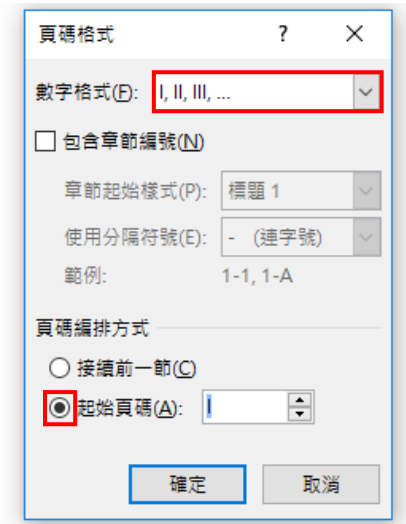 頁碼格式 ?
數字格式(F): I, II, III, ...
包含章節編號(N)
章節起始樣式(P): 標題 1
使用分隔符號(E): - (連字號)
範例: 1-1, 1-A
頁碼編排方式
接續前一節(C)
起始頁碼(A): I
確定 取消